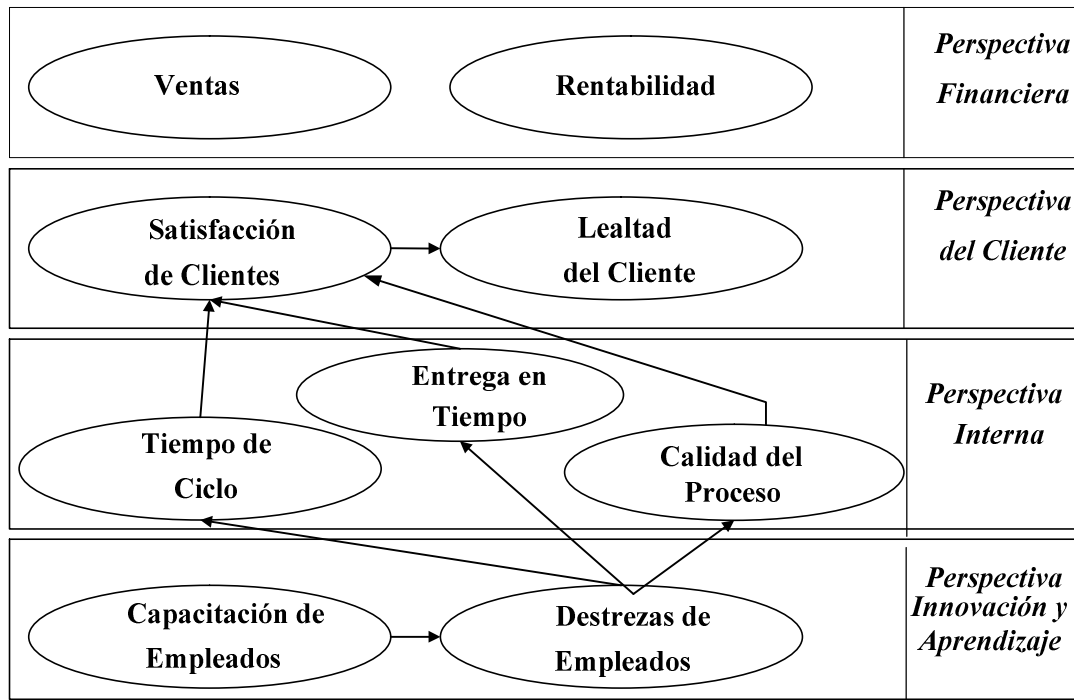 Ventas
Rentabilidad
Perspectiva
Financiera
Satisfacción
de Clientes
Lealtad
del Cliente
Perspectiva
del Cliente
Entrega en
Tiempo
Tiempo de
Ciclo
Calidad del
Proceso
Perspectiva
Interna
Capacitación de
Empleados
Destrezas de
Empleados
Perspectiva
Innovación y
Aprendizaje